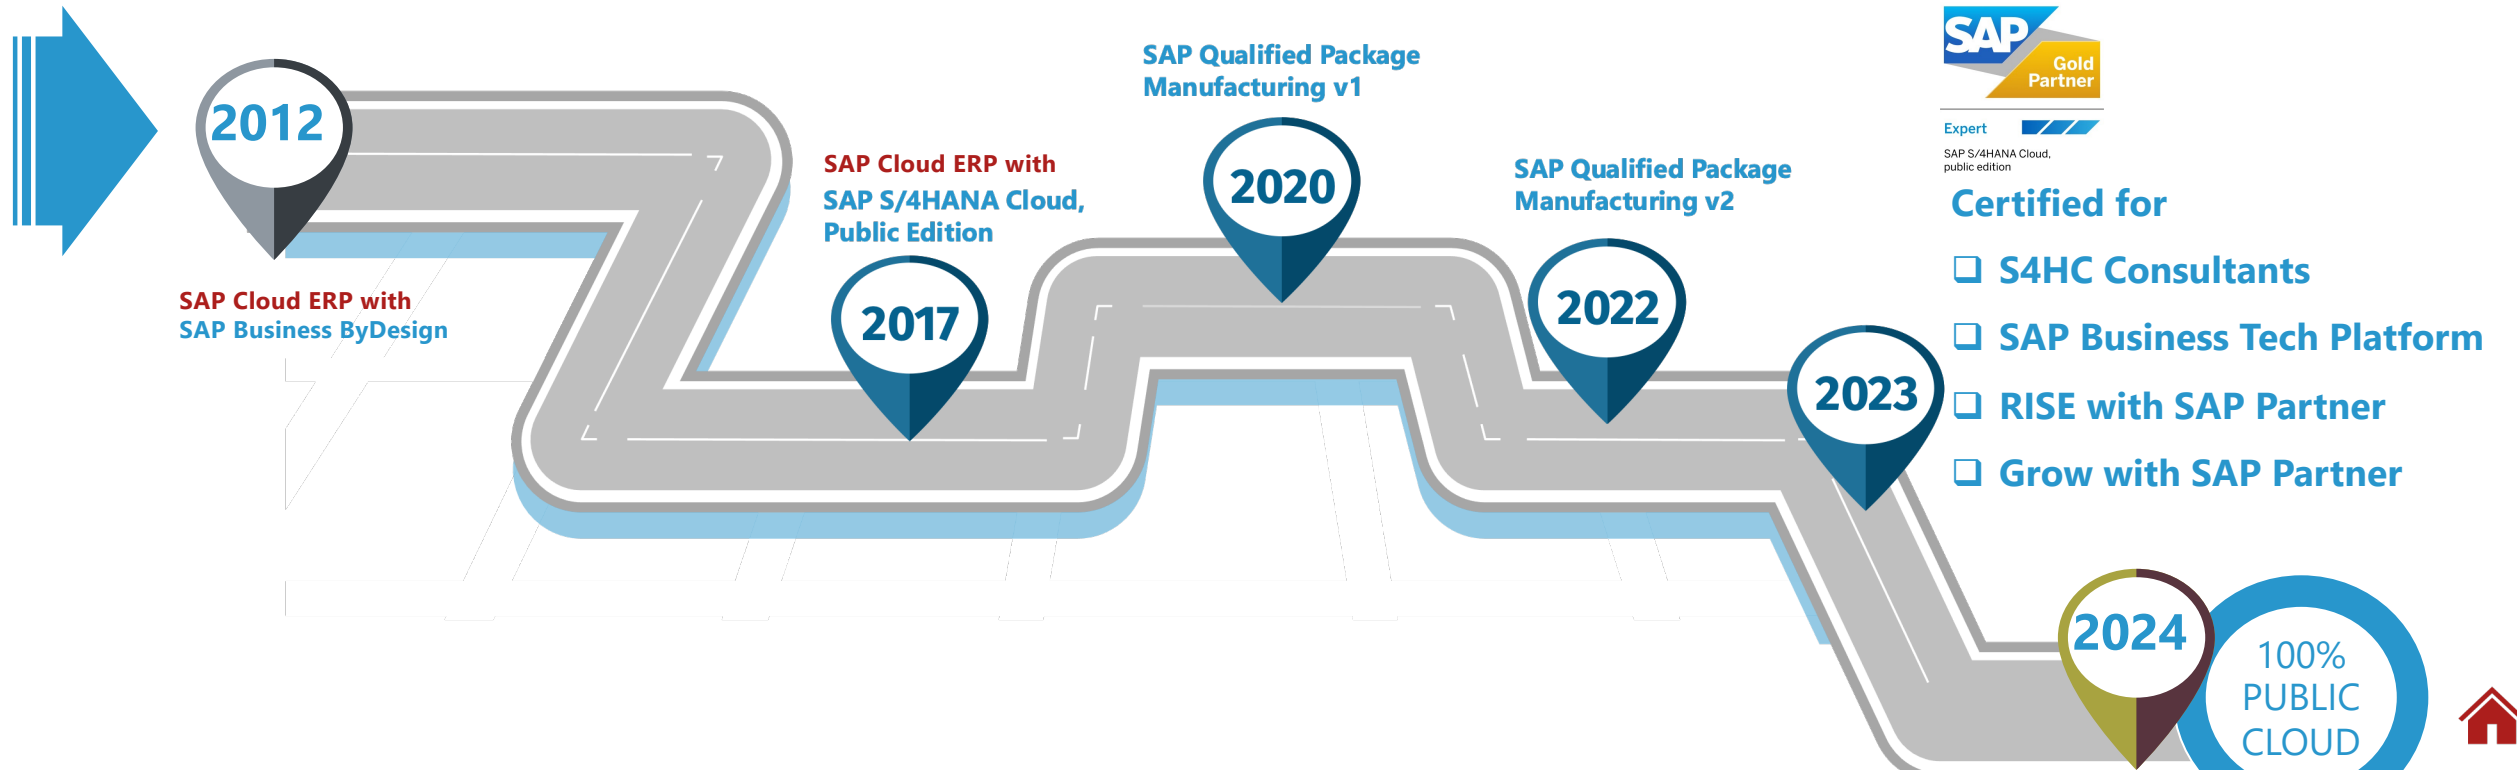 2012
SAP Cloud ERP with
SAP Business ByDesign
SAP Cloud ERP with
SAP S/4HANA Cloud,
Public Edition
2017
SAP Qualified Package
Manufacturing v1
2020
SAP Qualified Package
Manufacturing v2
2022
2023
SAP
Gold
Partner
Expert
SAP S/4HANA Cloud,
public edition
Certified for
S4HC Consultants
SAP Business Tech Platform
RISE with SAP Partner
Grow with SAP Partner
2024
100%
PUBLIC
CLOUD